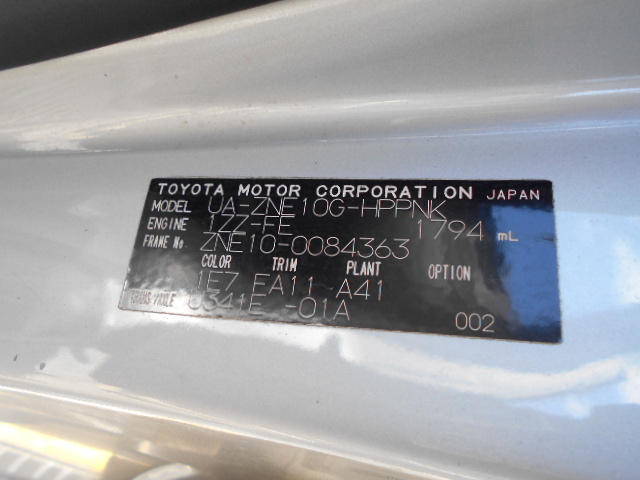 TOYOTA MOTOR CORPORATION JAPAN
MODEL UA-ZNE10G-HPPNK
ENGINE 1ZZ-FE 1794 mL
FRAME No. ZNE10-0084363
COLOR TRIM PLANT OPTION
1E7 EA11 A41
TRANS./AXLE U341E -01A
002